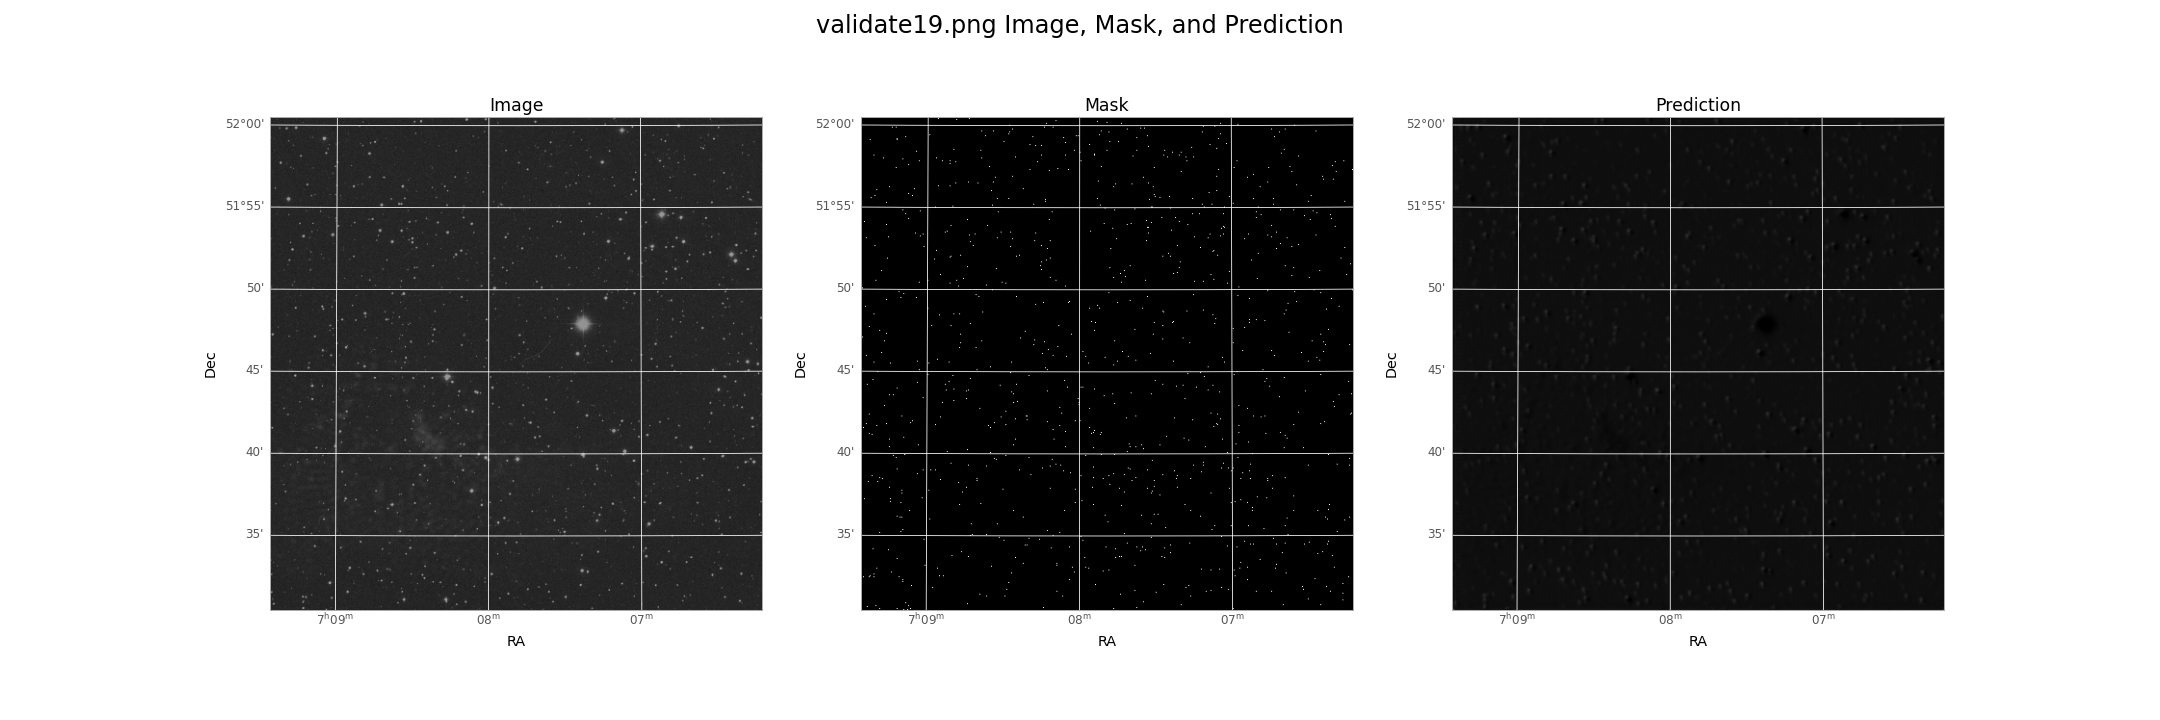 validate19.png Image, Mask, and Prediction
Image
52°00'
51°55'
50'
45'
40'
35'
Dec
7ʰ09ᵐ 08ᵐ 07ᵐ
RA
Mask
52°00'
51°55'
50'
45'
40'
35'
Dec
7ʰ09ᵐ 08ᵐ 07ᵐ
RA
Prediction
52°00'
51°55'
50'
45'
40'
35'
Dec
7ʰ09ᵐ 08ᵐ 07ᵐ
RA